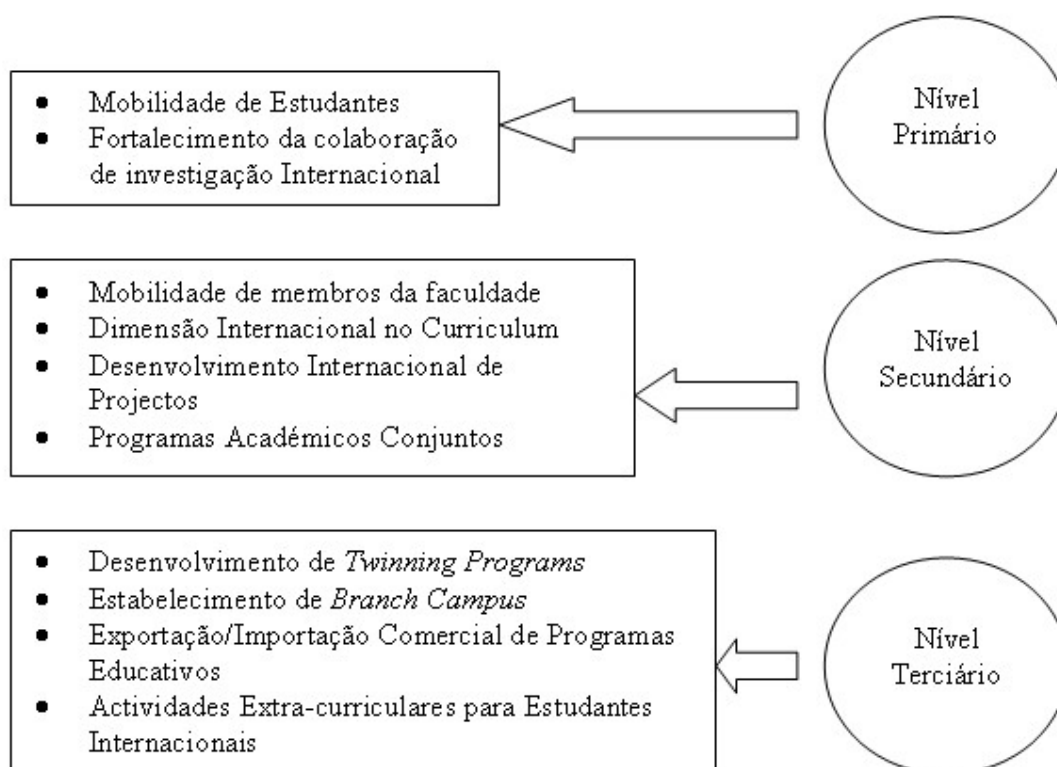 • Mobilidade de Estudantes
• Fortalecimento da colaboração
de investigação Internacional
Nível
Primário
• Mobilidade de membros da faculdade
• Dimensão Internacional no Curriculum
• Desenvolvimento Internacional de
Projectos
• Programas Académicos Conjuntos
Nível
Secundário
• Desenvolvimento de Twinning Programs
• Estabelecimento de Branch Campus
• Exportação/Importação Comercial de Programas
Educativos
• Actividades Extra-curriculares para Estudantes
Internacionais
Nível
Terciário